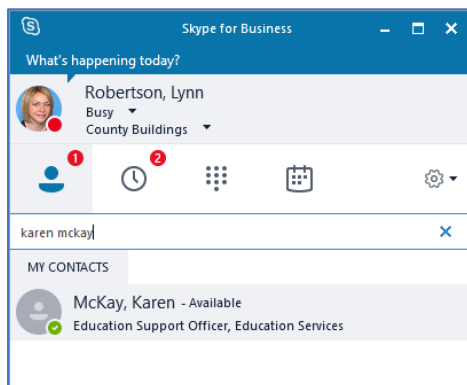 Skype for Business
What's happening today?
Robertson, Lynn
Busy
County Buildings
1
2
karen mckay
MY CONTACTS
McKay, Karen - Available
Education Support Officer, Education Services